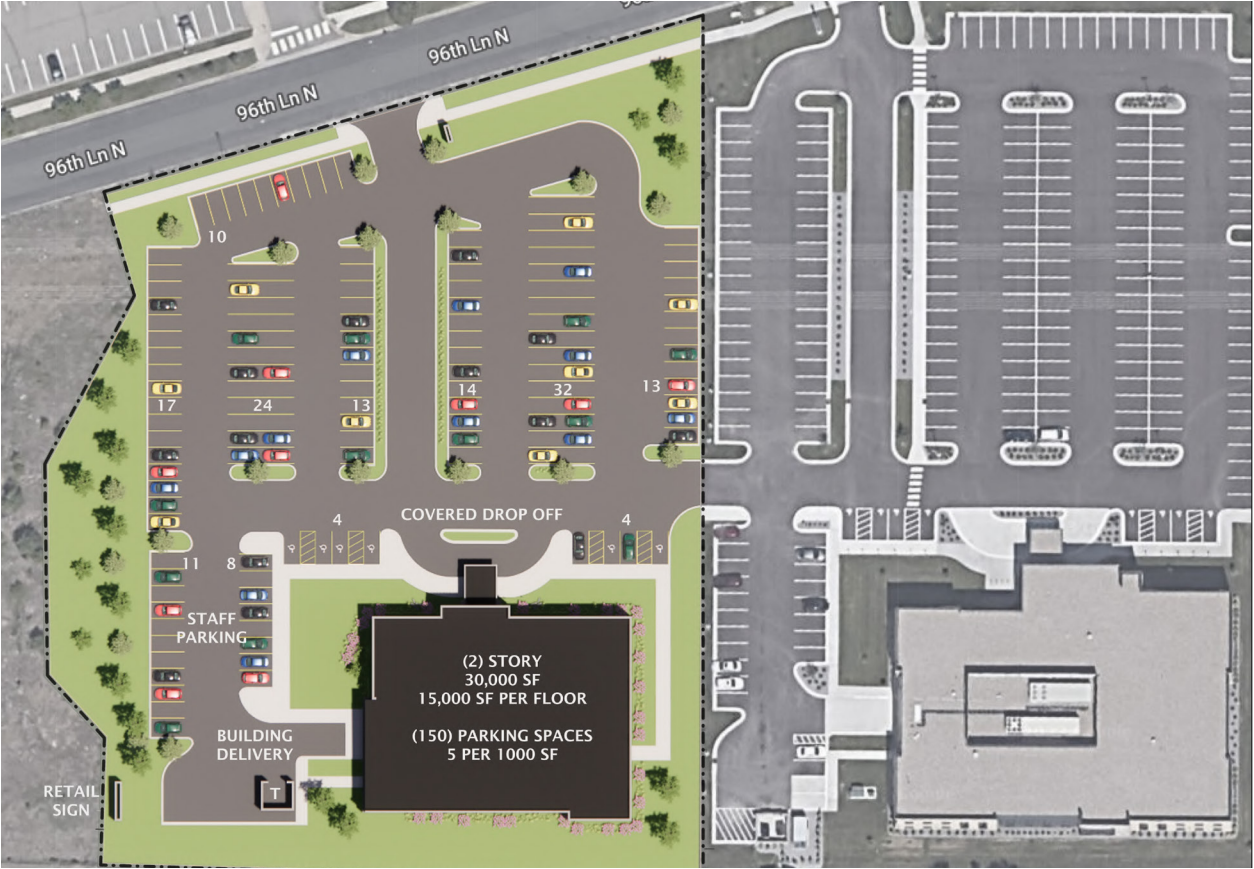 96th Ln N
96th Ln N
96th Ln N
10
17
24
13
14
32
13
4
COVERED DROP OFF
4
11
8
STAFF
PARKING
(2) STORY
30,000 SF
15,000 SF PER FLOOR
(150) PARKING SPACES
5 PER 1000 SF
BUILDING
DELIVERY
RETAIL
SIGN
T